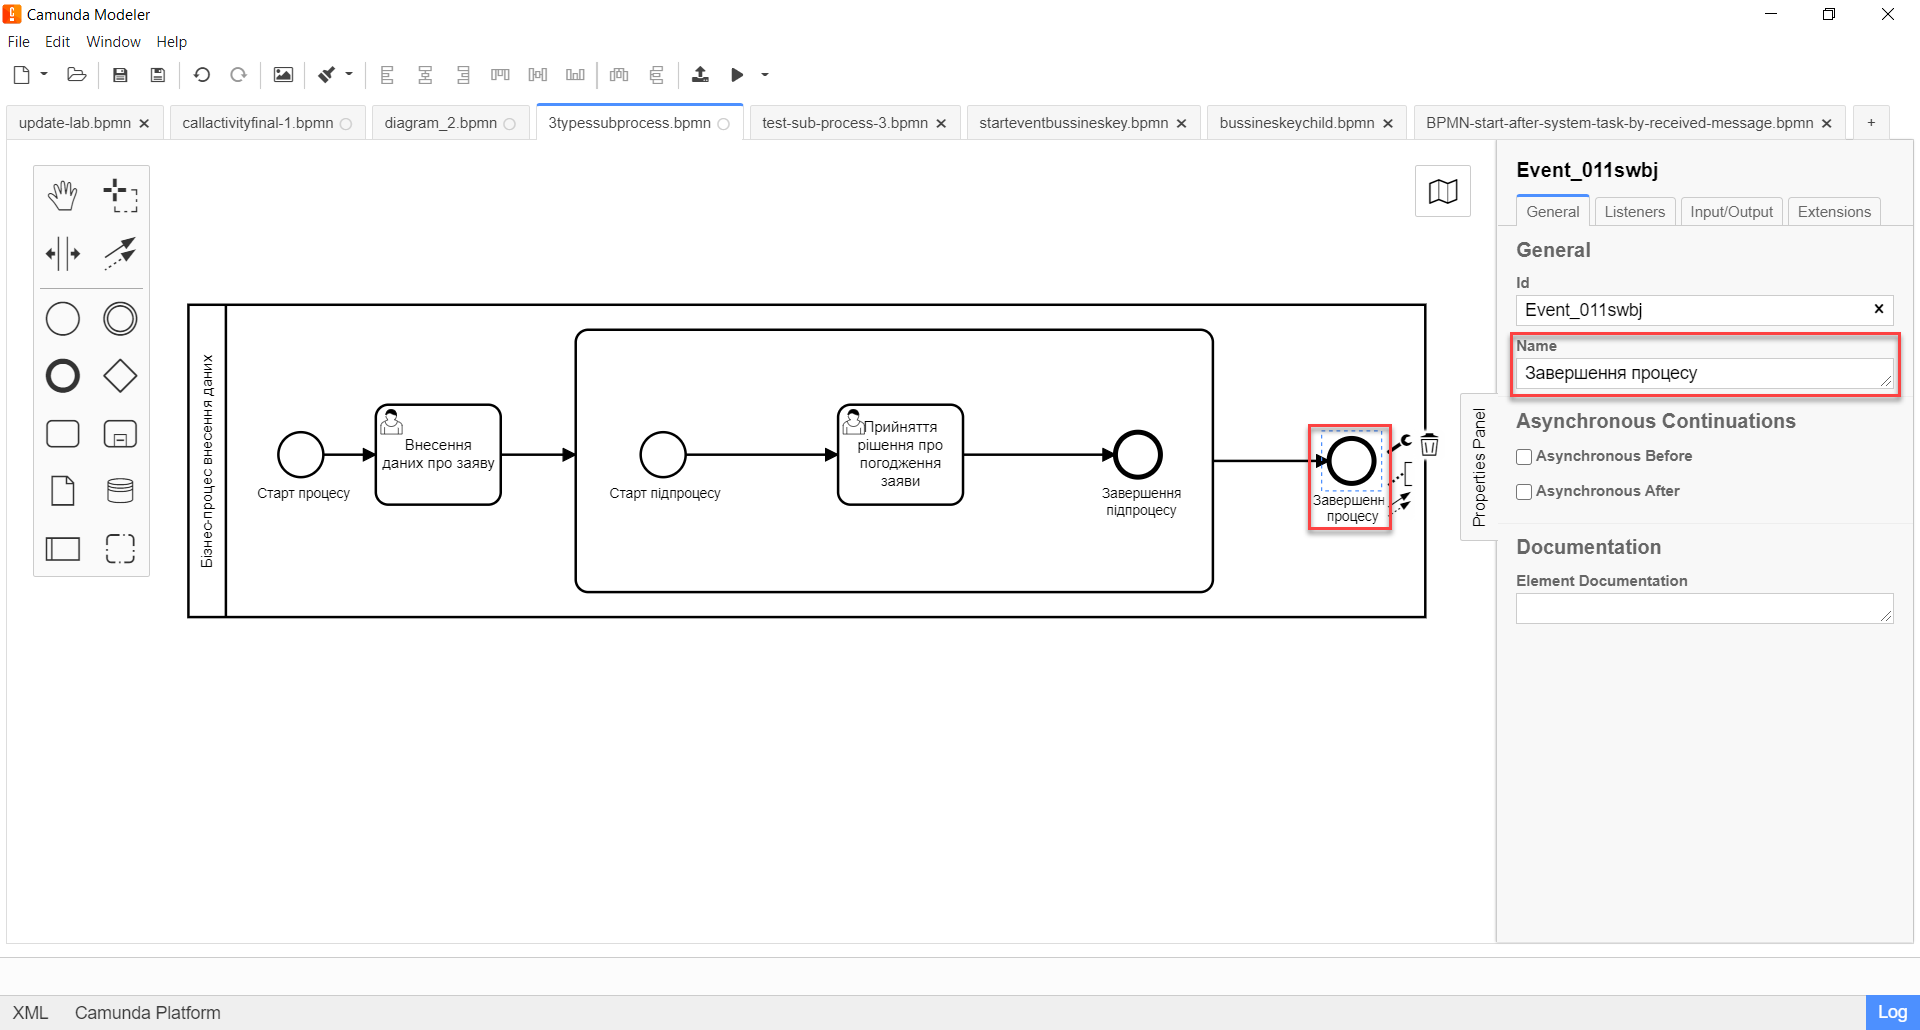 Camunda Modeler
File Edit Window Help
update-lab.bpmn
callactivityfinal-1.bpmn
diagram_2.bpmn
3typessubprocess.bpmn
test-sub-process-3.bpmn
starteventbussineskey.bpmn
bussineskeychild.bpmn
BPMN-start-after-system-task-by-received-message.bpmn
+
Бізнес-процес внесення даних
Старт процесу
Внесення
даних про заяву
Старт підпроцесу
Прийняття
рішення про
погодження
заяви
Завершення
підпроцесу
Завершенн
процесу
Properties Panel
Event_011swbj
General Listeners Input/Output Extensions
General
Id
Event_011swbj
Name
Завершення процесу
Asynchronous Continuations
Asynchronous Before
Asynchronous After
Documentation
Element Documentation
XML Camunda Platform
Log